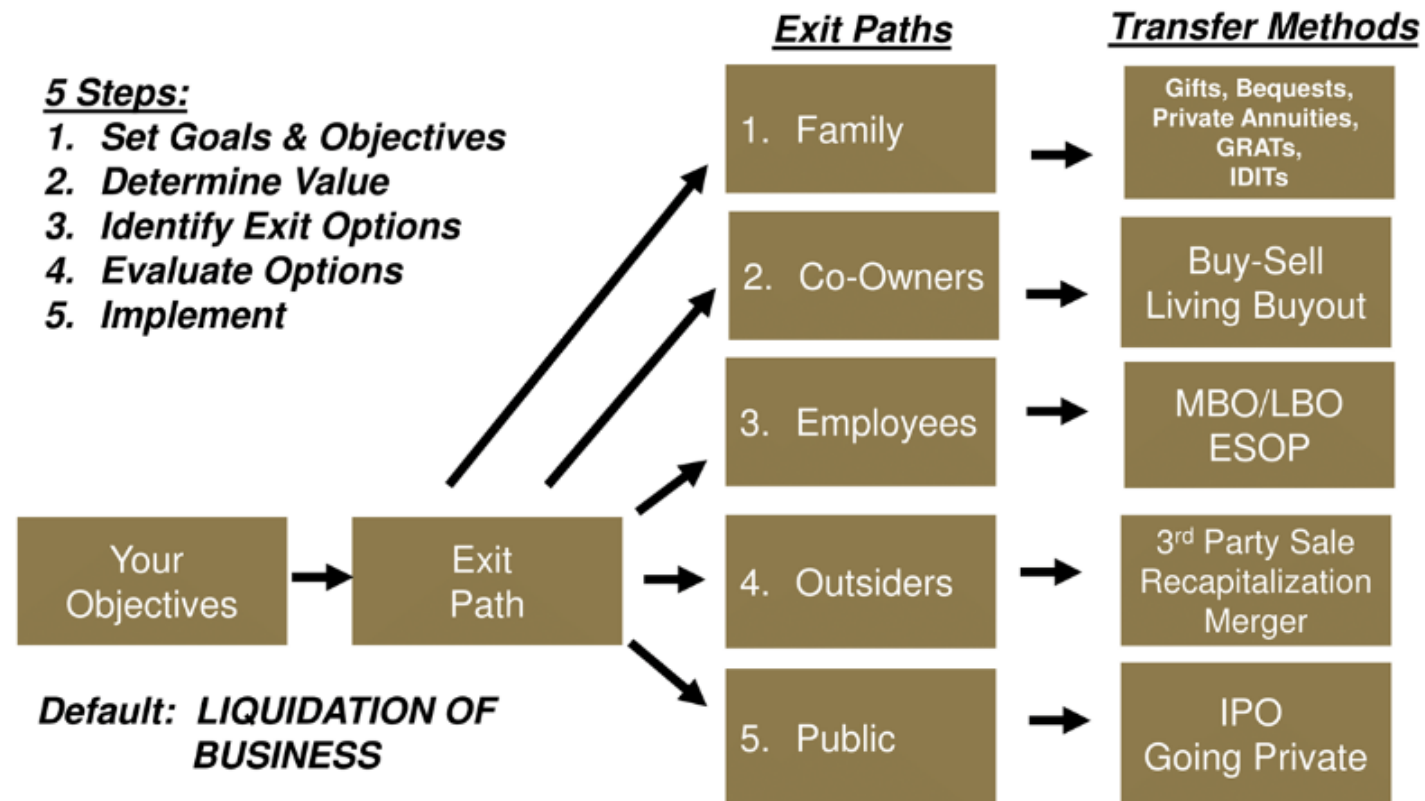 Exit Paths
Transfer Methods
5 Steps:
1. Set Goals & Objectives
2. Determine Value
3. Identify Exit Options
4. Evaluate Options
5. Implement
Your
Objectives
Exit
Path
Default: LIQUIDATION OF
BUSINESS
1. Family
Gifts, Bequests,
Private Annuities,
GRATs,
IDITs
2. Co-Owners
Buy-Sell
Living Buyout
3. Employees
MBO/LBO
ESOP
4. Outsiders
3rd Party Sale
Recapitalization
Merger
5. Public
IPO
Going Private